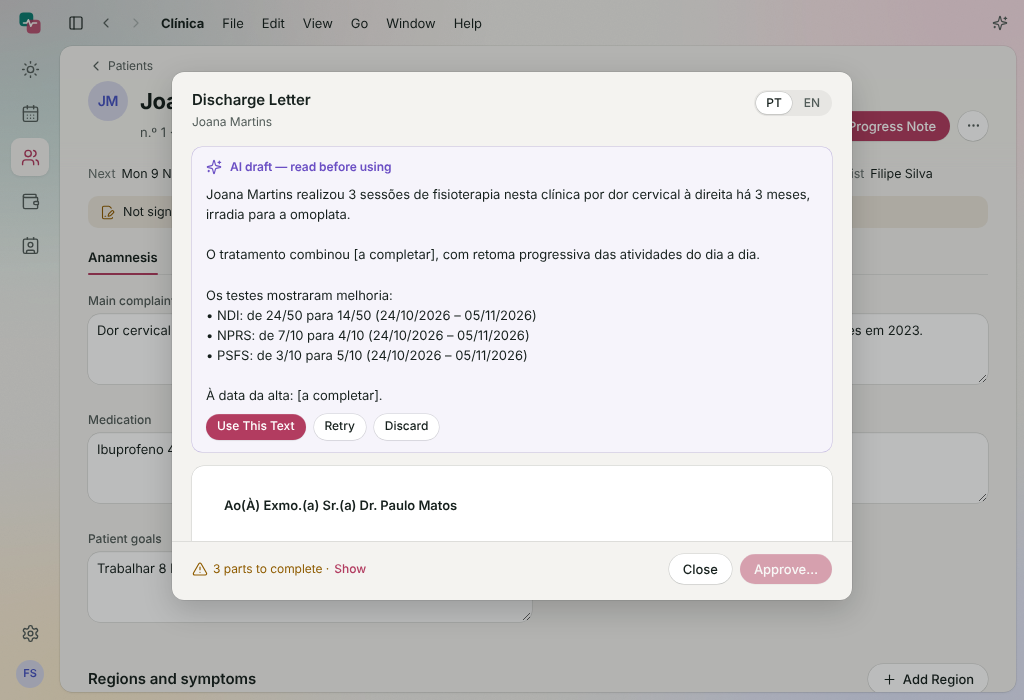 Clínica File Edit View Go Window Help
Patients
JM
n.º 1
Progress Note
Next Mon 9 N
Filipe Silva
Not sign
Anamnesis
Main complain
Dor cervical
es em 2023.
Medication
Ibuprofeno 4
Patient goals
Trabalhar 8
Regions and symptoms
Add Region
FS
Discharge Letter
Joana Martins
PT EN
AI draft — read before using
Joana Martins realizou 3 sessões de fisioterapia nesta clínica por dor cervical à direita há 3 meses,
irradia para a omoplata.
O tratamento combinou [a completar], com retoma progressiva das atividades do dia a dia.
Os testes mostraram melhoria:
• NDI: de 24/50 para 14/50 (24/10/2026 – 05/11/2026)
• NPRS: de 7/10 para 4/10 (24/10/2026 – 05/11/2026)
• PSFS: de 3/10 para 5/10 (24/10/2026 – 05/11/2026)
À data da alta: [a completar].
Use This Text Retry Discard
Ao(À) Exmo.(a) Sr.(a) Dr. Paulo Matos
3 parts to complete · Show
Close Approve…